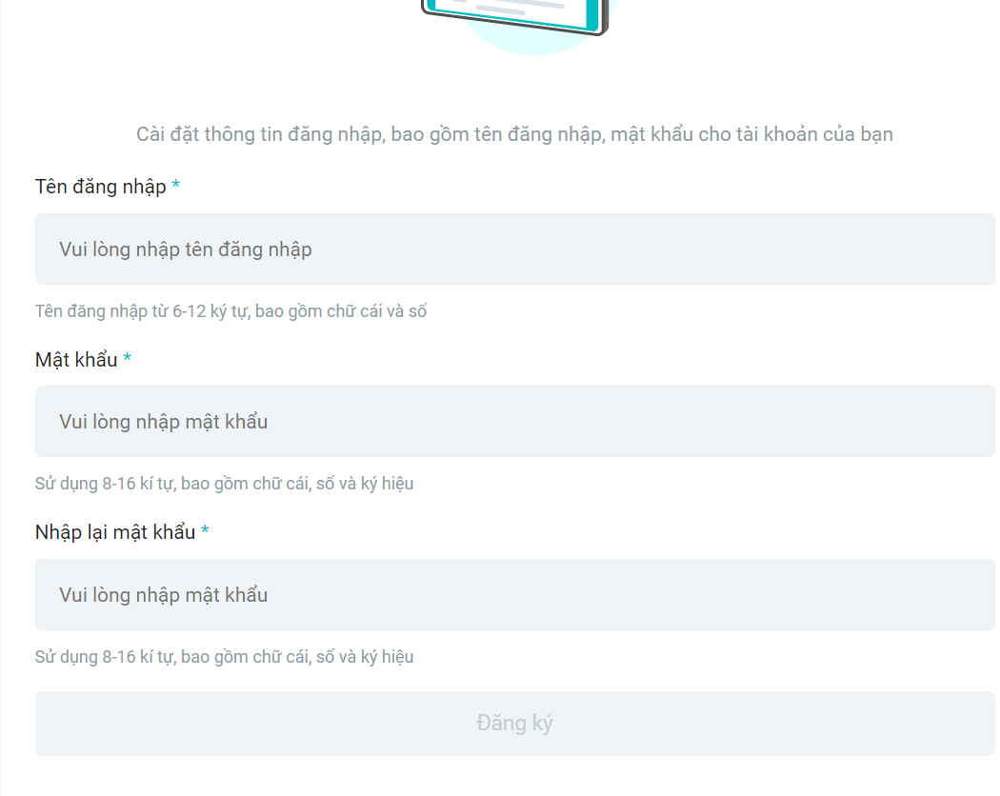 Cài đặt thông tin đăng nhập, bao gồm tên đăng nhập, mật khẩu cho tài khoản của bạn
Tên đăng nhập *
Vui lòng nhập tên đăng nhập
Tên đăng nhập từ 6-12 ký tự, bao gồm chữ cái và số
Mật khẩu *
Vui lòng nhập mật khẩu
Sử dụng 8-16 kí tự, bao gồm chữ cái, số và ký hiệu
Nhập lại mật khẩu *
Vui lòng nhập mật khẩu
Sử dụng 8-16 kí tự, bao gồm chữ cái, số và ký hiệu
Đăng ký